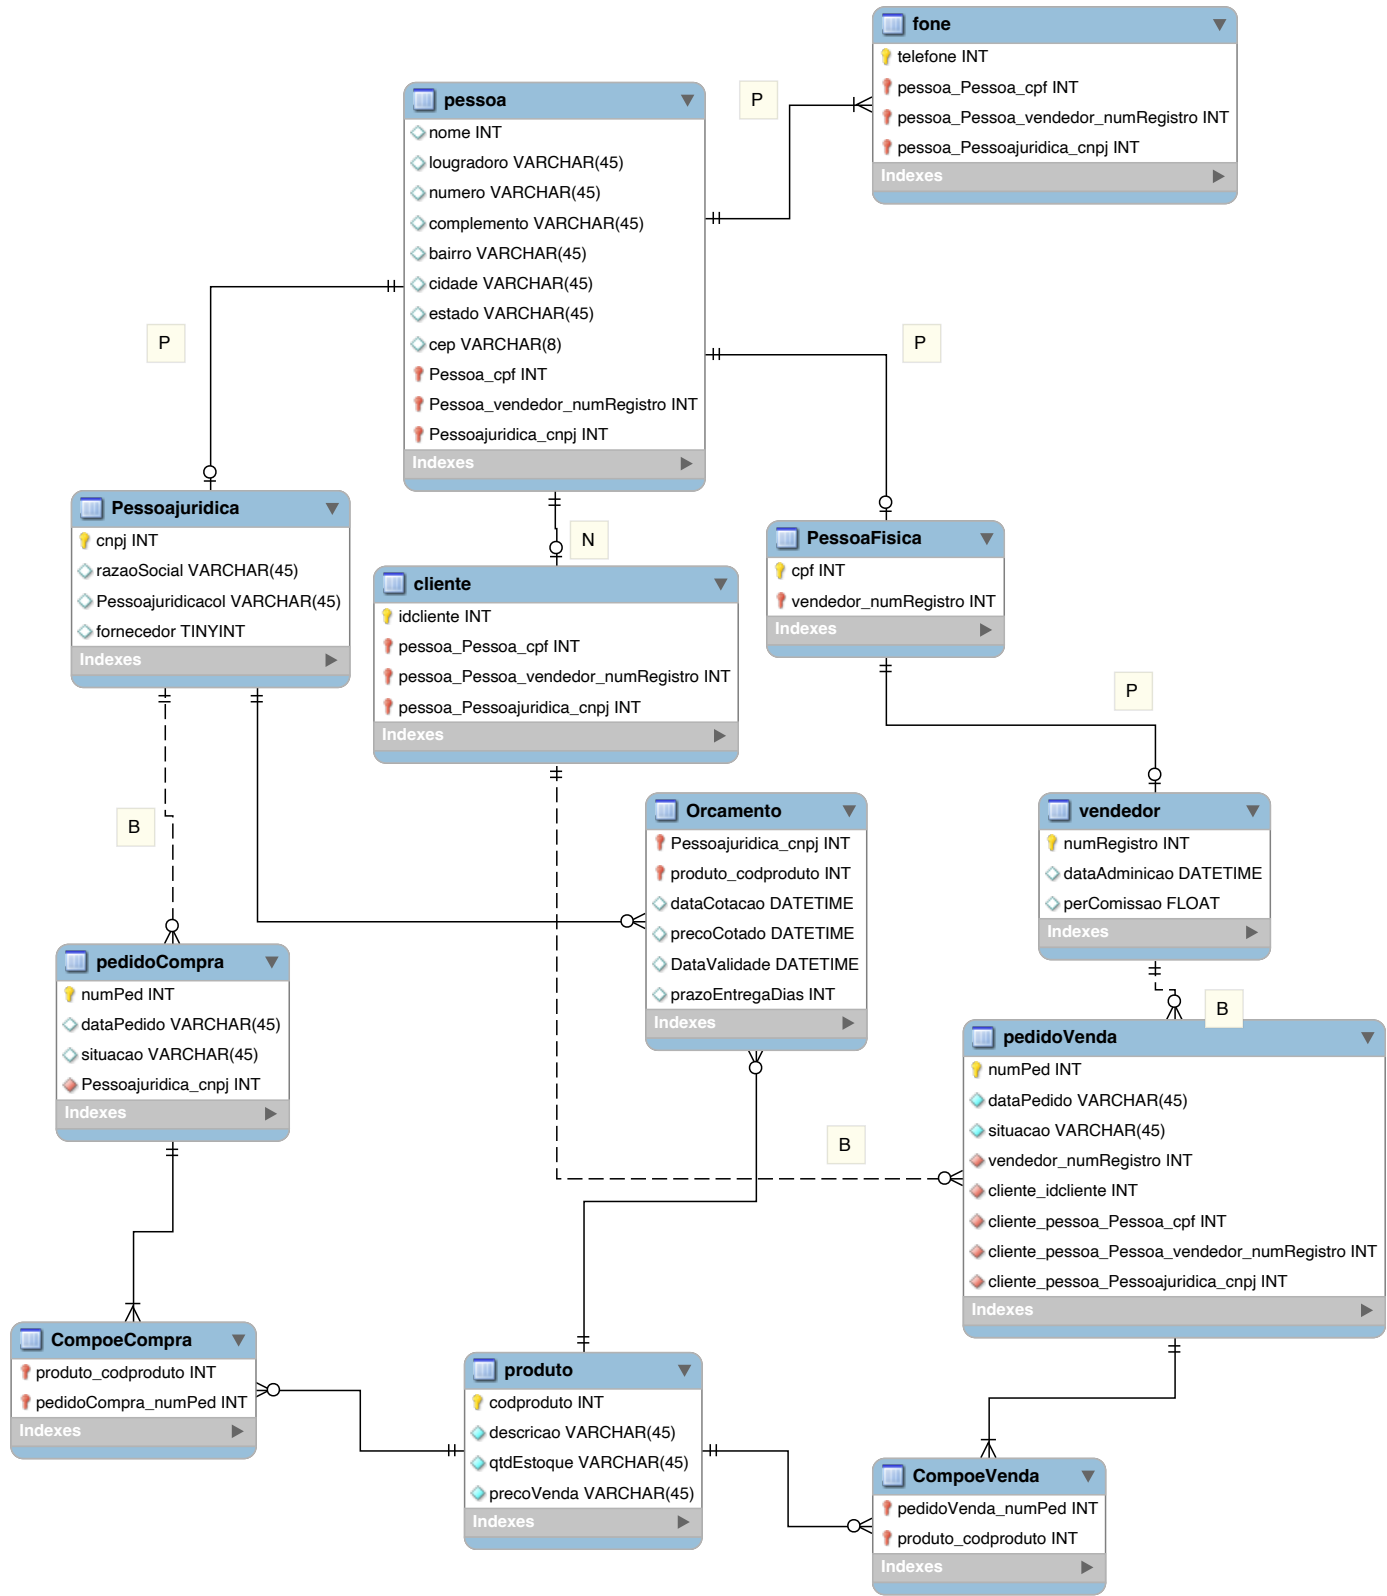 fone
telefone INT
pessoa_Pessoa_cpf INT
pessoa_Pessoa_vendedor_numRegistro INT
pessoa_Pessoajuridica_cnpj INT
Indexes
P
pessoa
nome INT
lougradoro VARCHAR(45)
numero VARCHAR(45)
complemento VARCHAR(45)
bairro VARCHAR(45)
cidade VARCHAR(45)
estado VARCHAR(45)
cep VARCHAR(8)
Pessoa_cpf INT
Pessoa_vendedor_numRegistro INT
Pessoajuridica_cnpj INT
Indexes
P
P
Pessoajuridica
cnpj INT
razaoSocial VARCHAR(45)
Pessoajuridicacol VARCHAR(45)
fornecedor TINYINT
Indexes
N
cliente
idcliente INT
pessoa_Pessoa_cpf INT
pessoa_Pessoa_vendedor_numRegistro INT
pessoa_Pessoajuridica_cnpj INT
Indexes
PessoaFisica
cpf INT
vendedor_numRegistro INT
Indexes
P
B
Orcamento
Pessoajuridica_cnpj INT
produto_codproduto INT
dataCotacao DATETIME
precoCotado DATETIME
DataValidade DATETIME
prazoEntregaDias INT
Indexes
vendedor
numRegistro INT
dataAdminicao DATETIME
perComissao FLOAT
Indexes
B
pedidoCompra
numPed INT
dataPedido VARCHAR(45)
situacao VARCHAR(45)
Pessoajuridica_cnpj INT
Indexes
B
pedidoVenda
numPed INT
dataPedido VARCHAR(45)
situacao VARCHAR(45)
vendedor_numRegistro INT
cliente_idcliente INT
cliente_pessoa_Pessoa_cpf INT
cliente_pessoa_Pessoa_vendedor_numRegistro INT
cliente_pessoa_Pessoajuridica_cnpj INT
Indexes
CompoeCompra
produto_codproduto INT
pedidoCompra_numPed INT
Indexes
produto
codproduto INT
descricao VARCHAR(45)
qtdEstoque VARCHAR(45)
precoVenda VARCHAR(45)
Indexes
CompoeVenda
pedidoVenda_numPed INT
produto_codproduto INT
Indexes